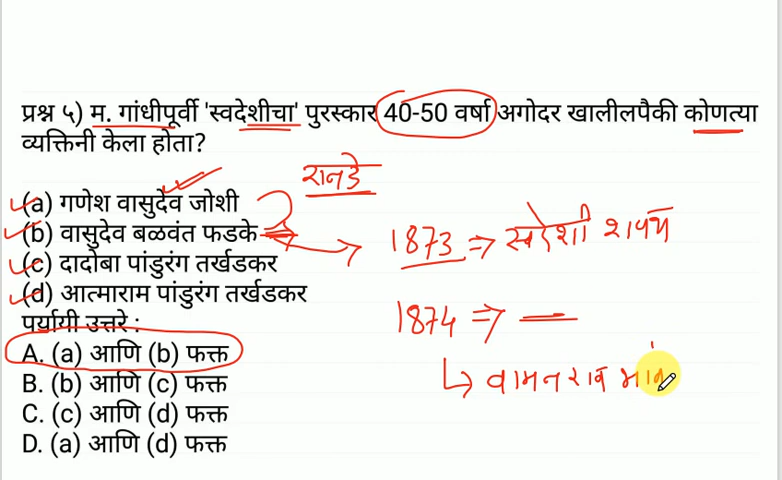 प्रश्न ५) म. गांधीपूर्वी 'स्वदेशीचा' पुरस्कार 40-50 वर्षा अगोदर खालीलपैकी कोणत्या
व्यक्तिनी केला होता?
रानडे
(a) गणेश वासुदेव जोशी
(b) वासुदेव बळवंत फडके
1873 ⇒ स्वदेशी शपथ
(c) दादोबा पांडुरंग तर्खडकर
(d) आत्माराम पांडुरंग तर्खडकर
1874 ⇒ —
पर्यायी उत्तरे :
A. (a) आणि (b) फक्त
B. (b) आणि (c) फक्त
वामन राव
C. (c) आणि (d) फक्त
D. (a) आणि (d) फक्त